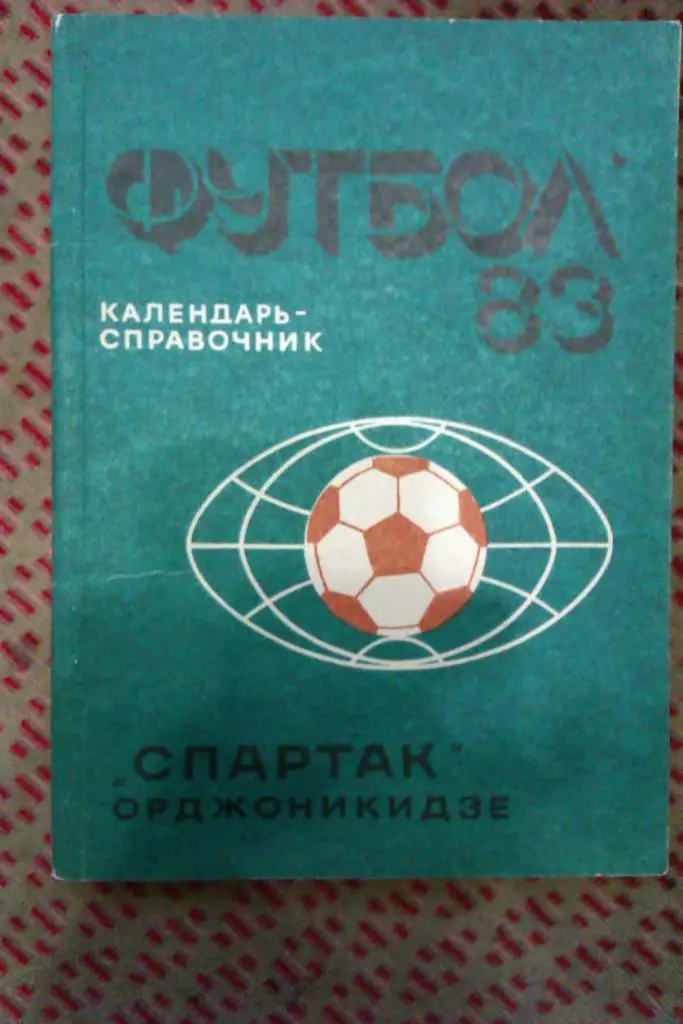 ФУТБОЛ
83
КАЛЕНДАРЬ-
СПРАВОЧНИК
„СПАРТАК"
ОРДЖОНИКИДЗЕ